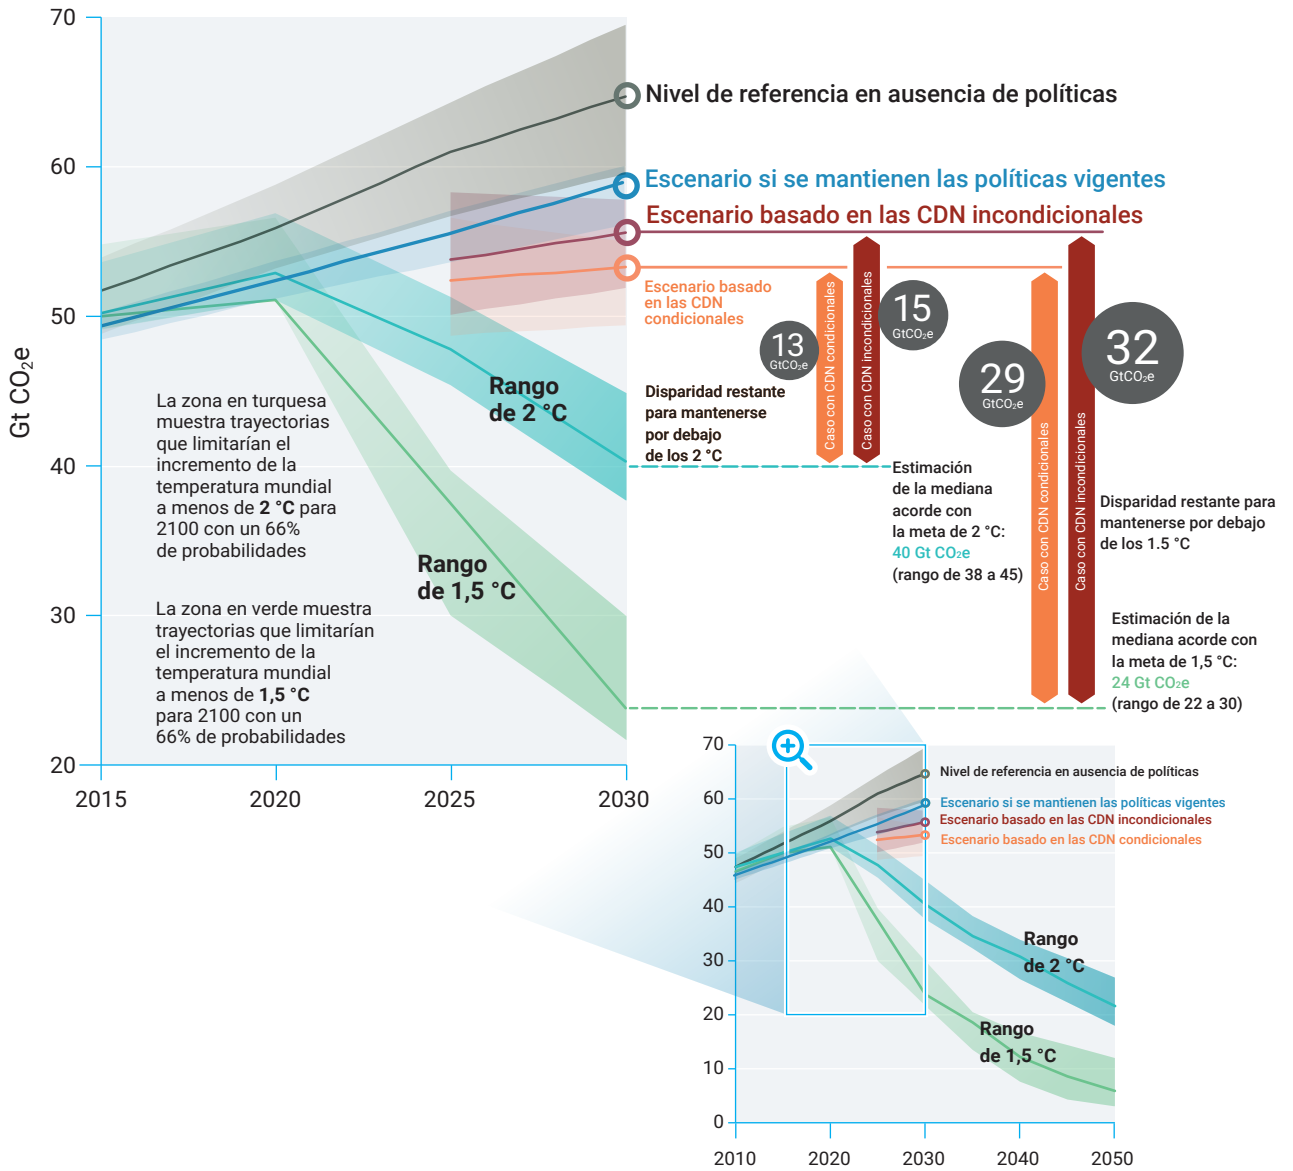 70
60
50
40
30
20
Gt CO₂e
2015
2020
2025
2030
Nivel de referencia en ausencia de políticas
Escenario si se mantienen las políticas vigentes
Escenario basado en las CDN incondicionales
Escenario basado
en las CDN
condicionales
Rango
de 2 °C
Rango
de 1,5 °C
La zona en turquesa
muestra trayectorias
que limitarían el
incremento de la
temperatura mundial
a menos de 2 °C para
2100 con un 66%
de probabilidades
La zona en verde muestra
trayectorias que limitarían
el incremento de la
temperatura mundial
a menos de 1,5 °C
para 2100 con un
66% de probabilidades
13
GtCO₂e
Caso con CDN condicionales
Caso con CDN incondicionales
15
GtCO₂e
Disparidad restante
para mantenerse
por debajo
de los 2 °C
Estimación
de la mediana
acorde con
la meta de 2 °C:
40 Gt CO₂e
(rango de 38 a 45)
29
GtCO₂e
Caso con CDN condicionales
Caso con CDN incondicionales
32
GtCO₂e
Disparidad restante para
mantenerse por debajo
de los 1.5 °C
Estimación de la
mediana acorde con
la meta de 1,5 °C:
24 Gt CO₂e
(rango de 22 a 30)
70
60
50
40
30
20
10
0
2010
2020
2030
2040
2050
Nivel de referencia en ausencia de políticas
Escenario si se mantienen las políticas vigentes
Escenario basado en las CDN incondicionales
Escenario basado en las CDN condicionales
Rango
de 2 °C
Rango
de 1,5 °C